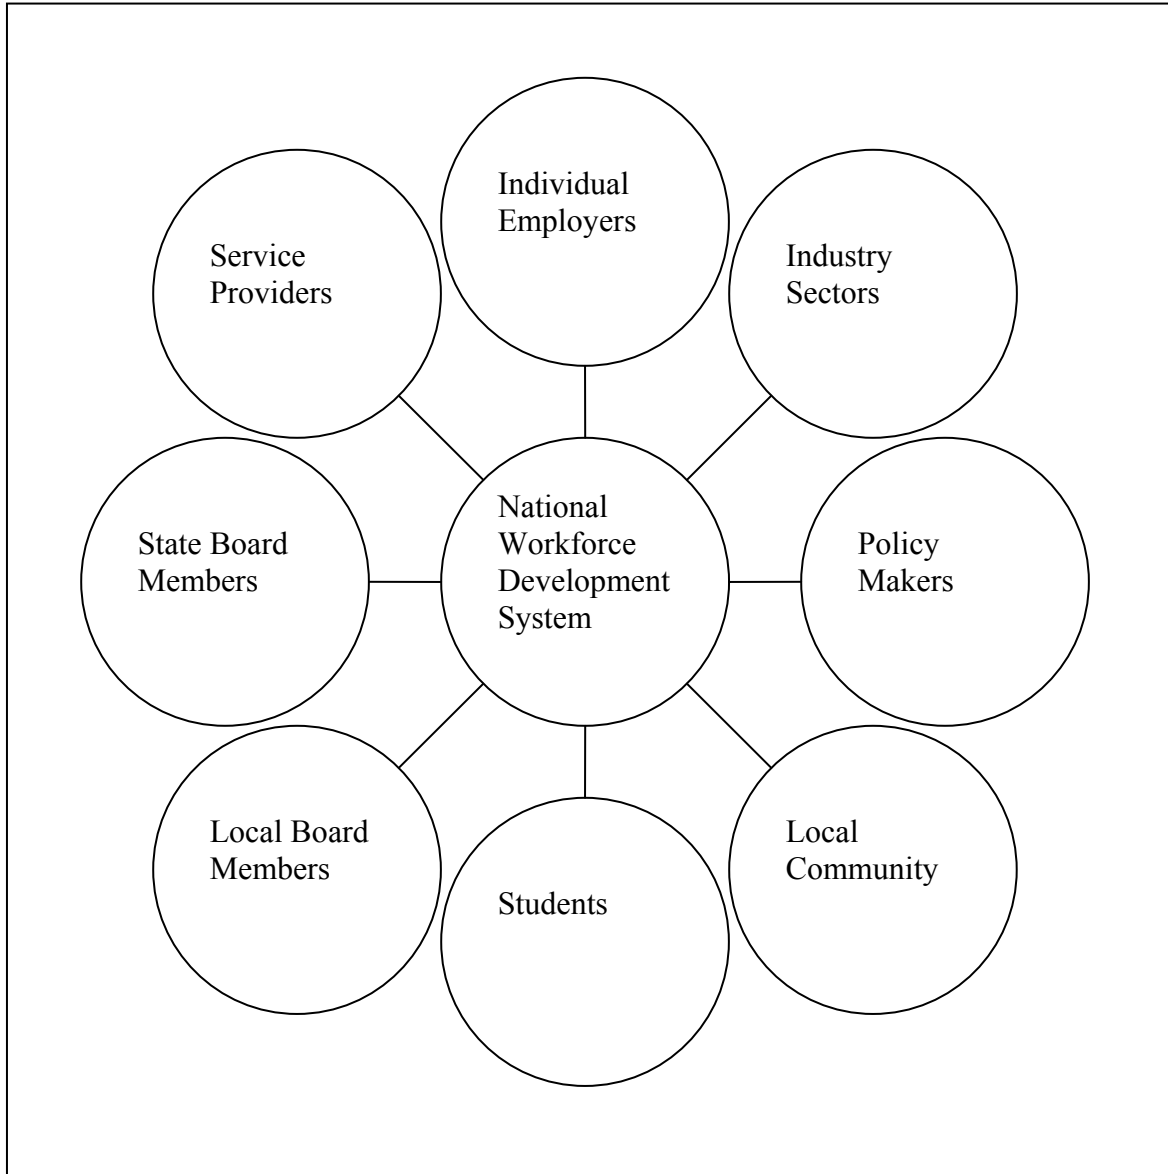 Individual
Employers
Service
Providers
Industry
Sectors
National
Workforce
Development
System
State Board
Members
Policy
Makers
Local Board
Members
Local
Community
Students